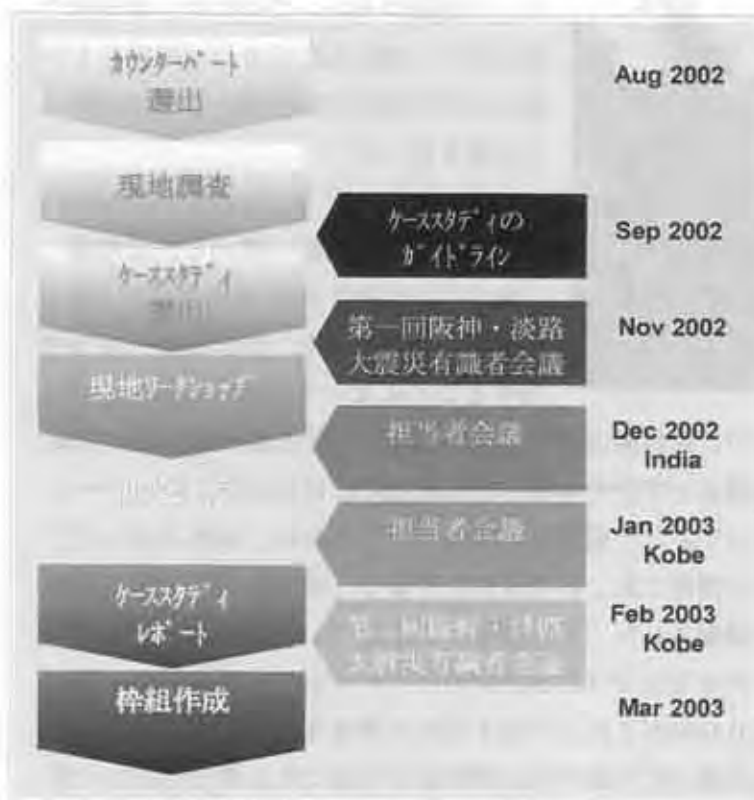 カウンターパート
選出
Aug 2002
現地調査
ケーススタディの
ガイドライン
Sep 2002
ケーススタディ
第一回阪神・淡路
大震災有識者会議
Nov 2002
現地ワークショップ
担当者会議
Dec 2002
India
担当者会議
Jan 2003
Kobe
ケーススタディ
レポート
Feb 2003
Kobe
枠組作成
Mar 2003